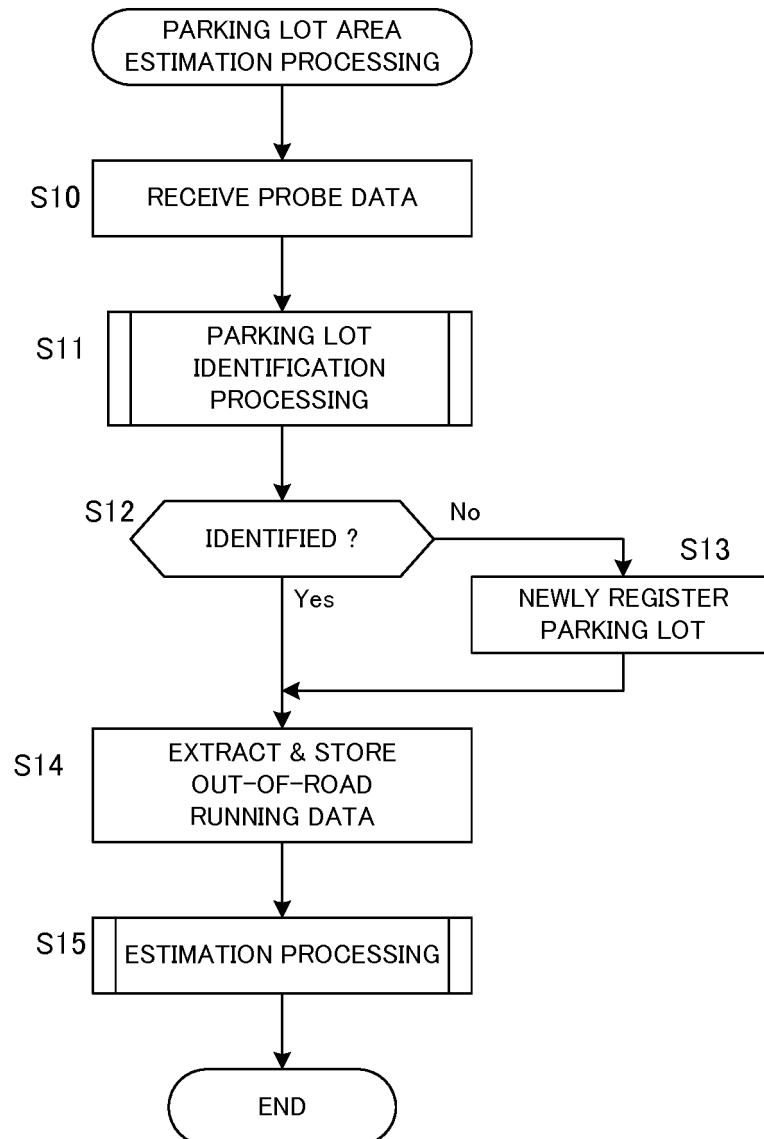 PARKING LOT AREA
ESTIMATION PROCESSING
S10
RECEIVE PROBE DATA
S11
PARKING LOT
IDENTIFICATION
PROCESSING
S12
IDENTIFIED ?
No
Yes
S13
NEWLY REGISTER
PARKING LOT
S14
EXTRACT & STORE
OUT-OF-ROAD
RUNNING DATA
S15
ESTIMATION PROCESSING
END